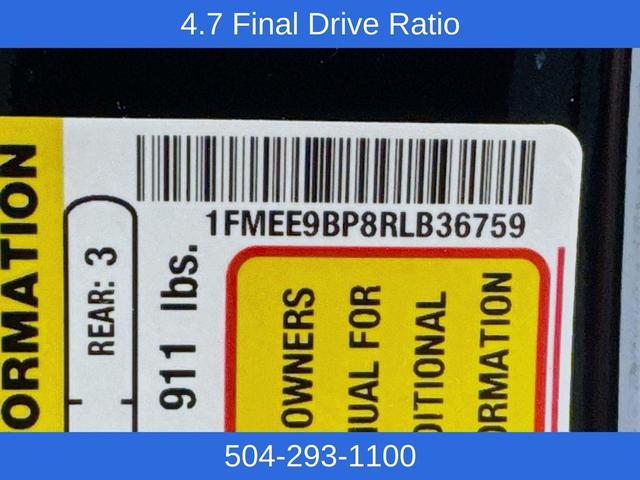 4.7 Final Drive Ratio
1FMEE9BP8RLB36759
ORMATION
REAR: 3
911 lbs.
OWNERS
UAL FOR
DITIONAL
ORMATION
504-293-1100